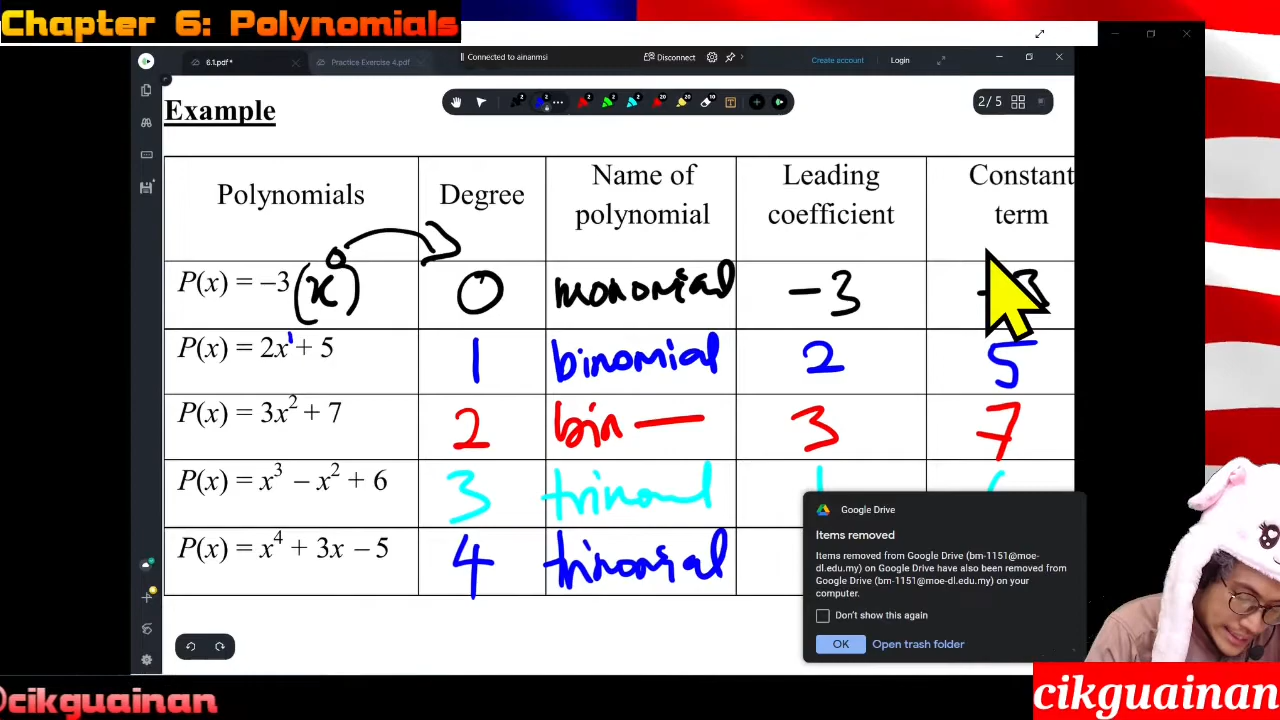 Chapter 6: Polynomials
Connected to ainanmsi
Disconnect
6.1.pdf*
Practice Exercise 4.pdf
Create account
Login
2/5
Example
Polynomials
Degree
Name of polynomial
Leading coefficient
Constant term
P(x) = –3(x⁰) 0 monomial –3 –3
P(x) = 2x¹ + 5 1 binomial 2 5
P(x) = 3x² + 7 2 bin — 3 7
P(x) = x³ – x² + 6 3
P(x) = x⁴ + 3x – 5 4 trinomial
Google Drive
Items removed
Items removed from Google Drive (bm-1151@moe-
dl.edu.my) on Google Drive have also been removed from
Google Drive (bm-1151@moe-dl.edu.my) on your
computer.
Don't show this again
OK
Open trash folder
@cikguainan
cikguainan